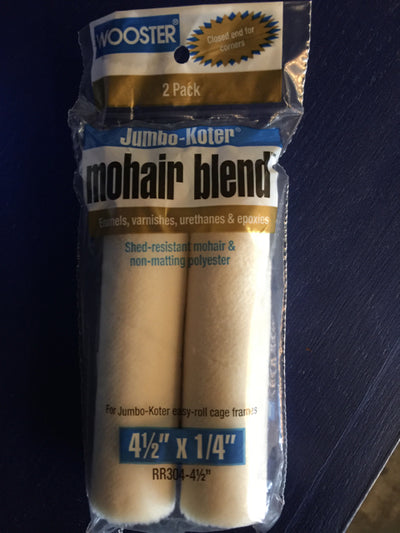 WOOSTER®
Closed end for
corners
2 Pack
Jumbo-Koter®
mohair blend
Enamels, varnishes, urethanes & epoxies
Shed-resistant mohair &
non-matting polyester
For Jumbo-Koter easy-roll cage frames
4½" x 1/4"
RR304-4½"